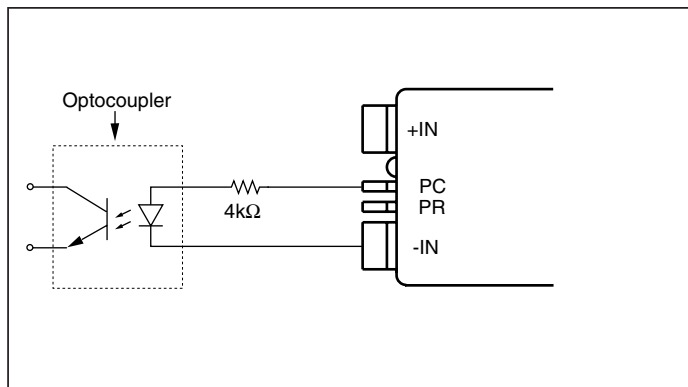 Optocoupler
+IN
PC
4kΩ
PR
-IN